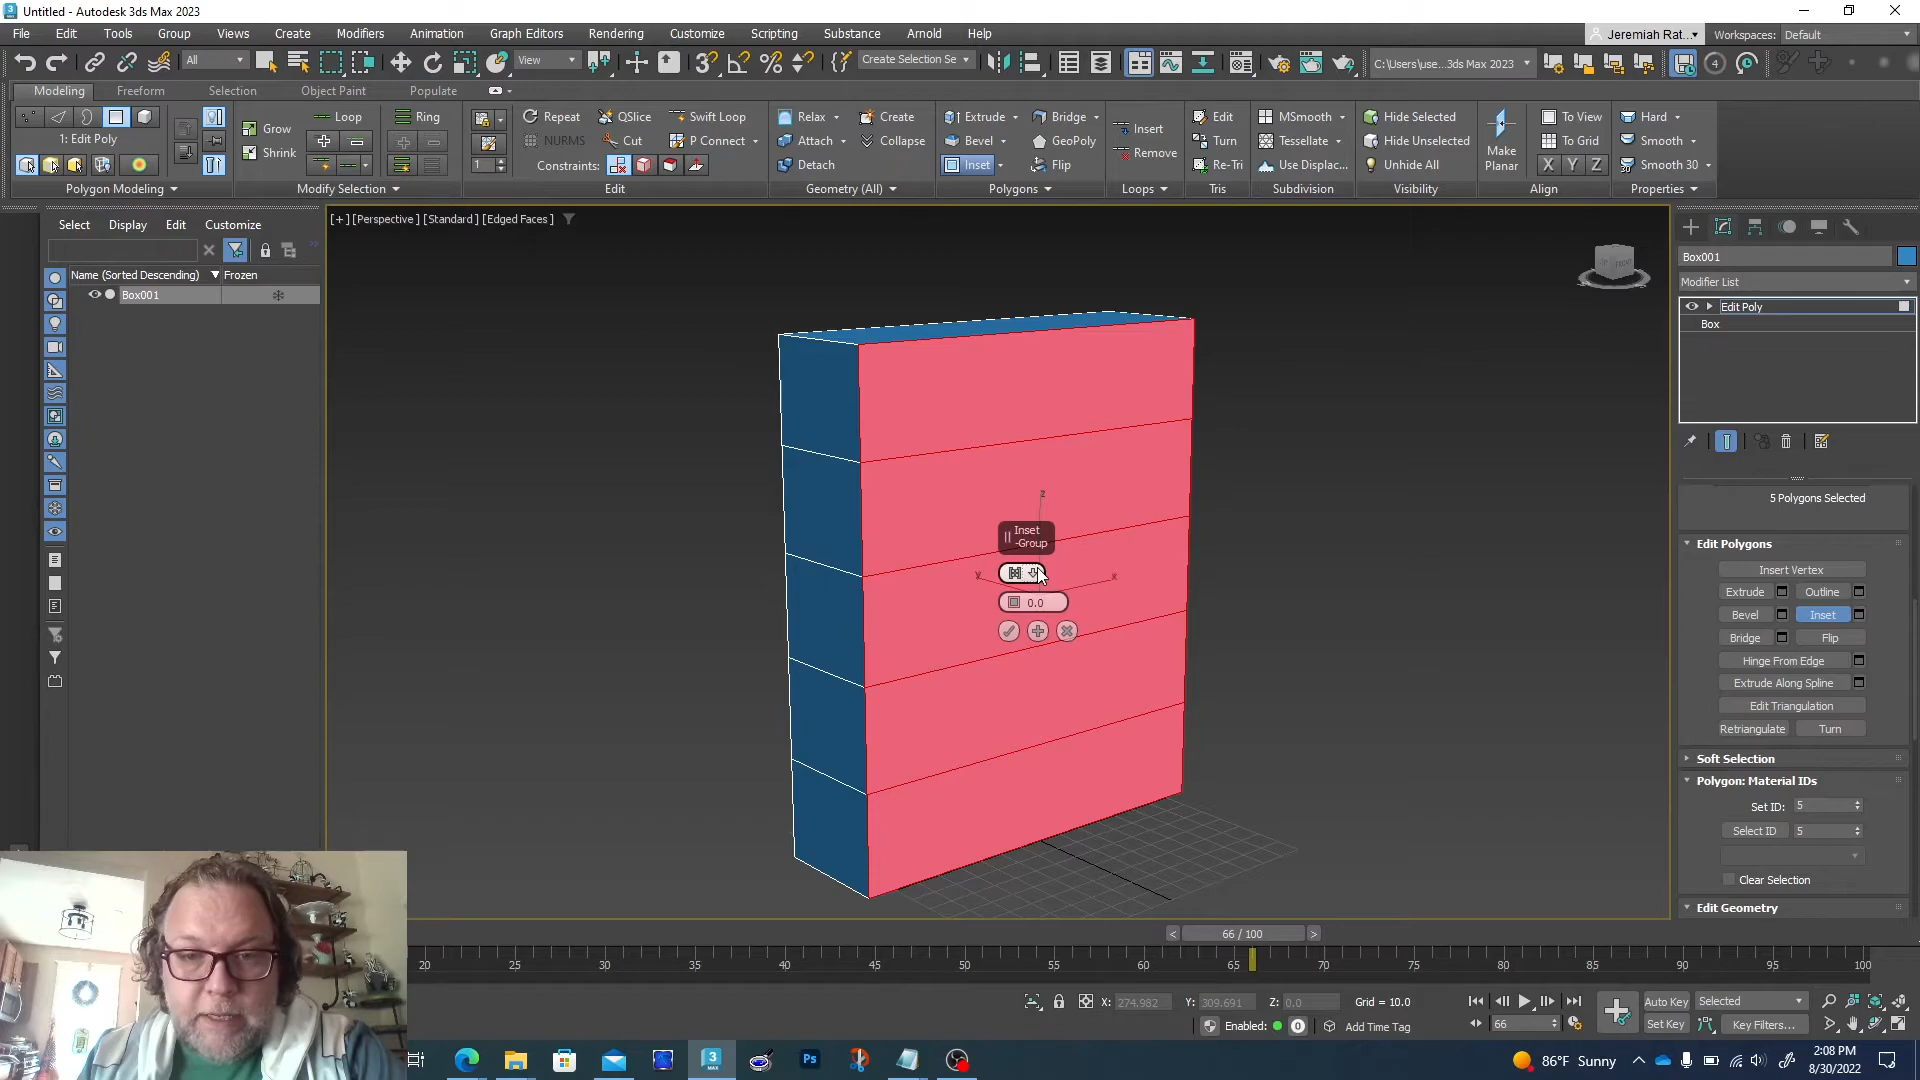 Untitled - Autodesk 3ds Max 2023
File Edit Tools Group Views Create Modifiers Animation Graph Editors Rendering Customize Scripting Substance Arnold Help
Jeremiah Rat... Workspaces: Default
All View Create Selection Se C:\Users\use...3ds Max 2023 4
Modeling Freeform Selection Object Paint Populate
Loop Ring Repeat QSlice Swift Loop Relax Create Extrude Bridge Insert Edit MSmooth Hide Selected To View Hard
1: Edit Poly Grow NURMS Cut P Connect Attach Collapse Bevel GeoPoly Remove Turn Tessellate Hide Unselected Make Planar To Grid Smooth
Shrink 1 Constraints: Detach Inset Flip Re-Tri Use Displac... Unhide All X Y Z Smooth 30
Polygon Modeling Modify Selection Edit Geometry (All) Polygons Loops Tris Subdivision Visibility Align Properties
Select Display Edit Customize
Name (Sorted Descending) Frozen
Box001
[+] [Perspective] [Standard] [Edged Faces]
z
Inset
-Group
y x
0.0
Box001
Modifier List
Edit Poly
Box
5 Polygons Selected
Edit Polygons
Insert Vertex
Extrude Outline
Bevel Inset
Bridge Flip
Hinge From Edge
Extrude Along Spline
Edit Triangulation
Retriangulate Turn
Soft Selection
Polygon: Material IDs
Set ID: 5
Select ID 5
Clear Selection
Edit Geometry
< 66 / 100 >
20 25 30 35 40 45 50 55 60 65 70 75 80 85 90 95 100
X: 274.982 Y: 309.691 Z: 0.0 Grid = 10.0 Auto Key Selected
Enabled: 0 Add Time Tag 66 Set Key Key Filters...
3 MAX Ps 86°F Sunny 2:08 PM
8/30/2022